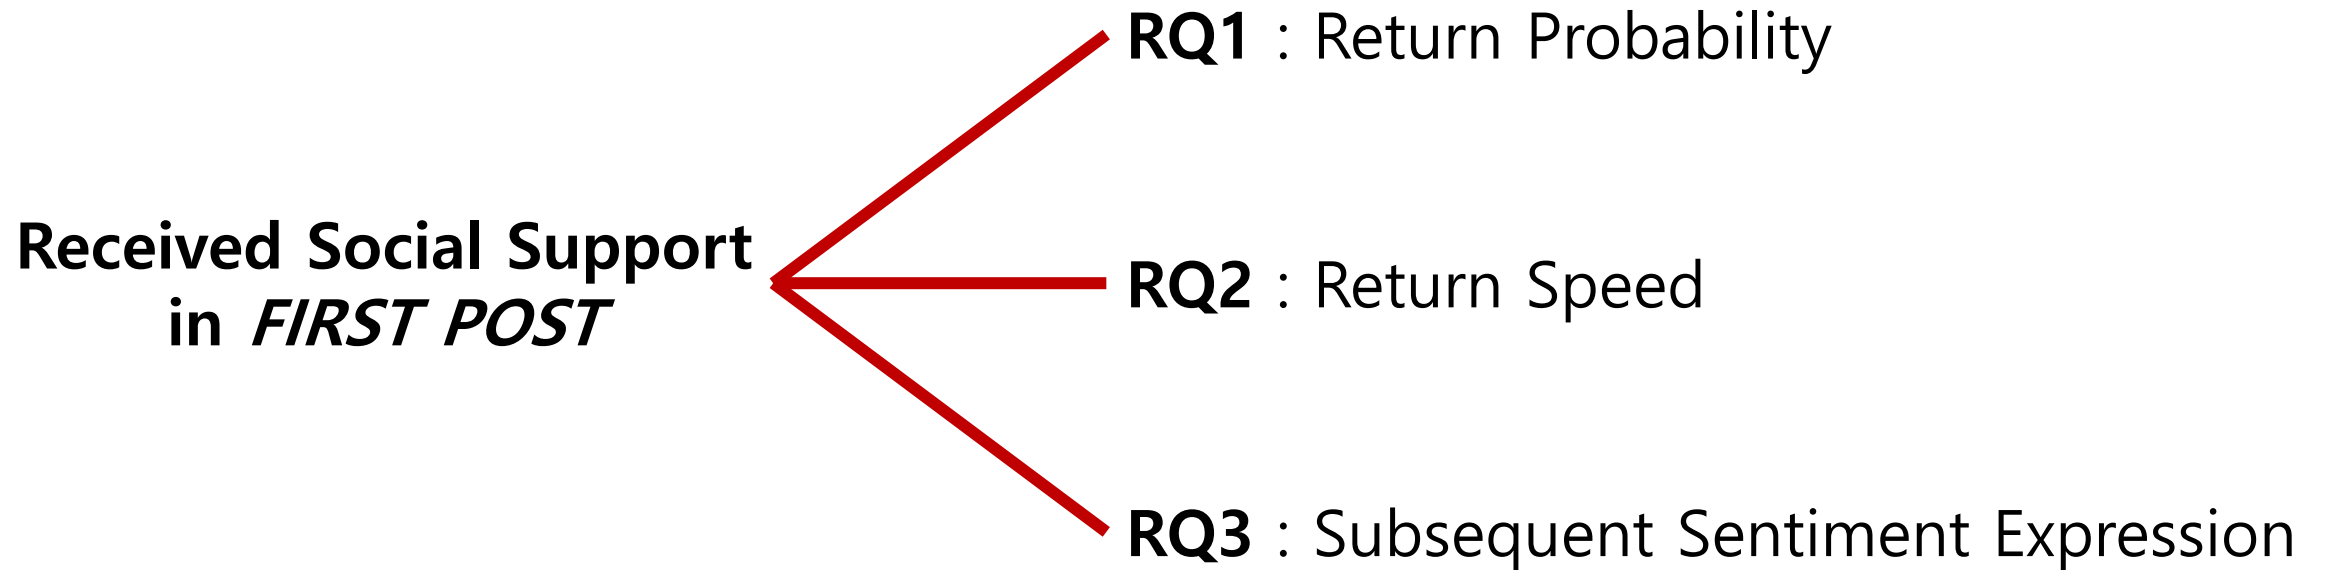 RQ1 : Return Probability
Received Social Support
in FIRST POST
RQ2 : Return Speed
RQ3 : Subsequent Sentiment Expression